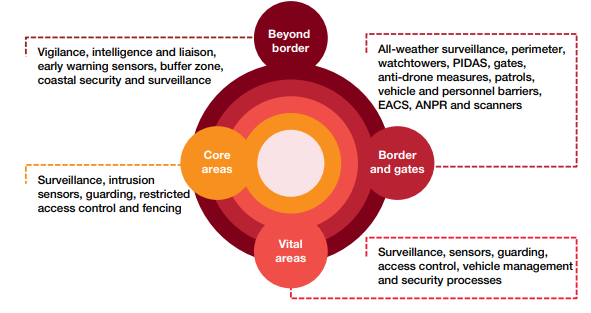 Beyond
border
Vigilance, intelligence and liaison,
early warning sensors, buffer zone,
coastal security and surveillance
All-weather surveillance, perimeter,
watchtowers, PIDAS, gates,
anti-drone measures, patrols,
vehicle and personnel barriers,
EACS, ANPR and scanners
Core
areas
Border
and gates
Surveillance, intrusion
sensors, guarding, restricted
access control and fencing
Vital
areas
Surveillance, sensors, guarding,
access control, vehicle management
and security processes